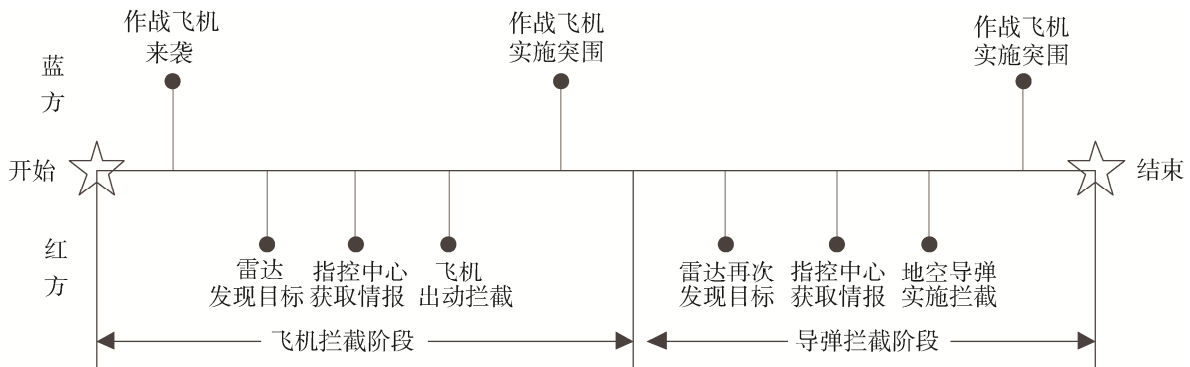 作战飞机
来袭
作战飞机
实施突围
作战飞机
实施突围
蓝
方
开始
结束
红
方
雷达
发现目标
指控中心
获取情报
飞机
出动拦截
雷达再次
发现目标
指控中心
获取情报
地空导弹
实施拦截
飞机拦截阶段
导弹拦截阶段